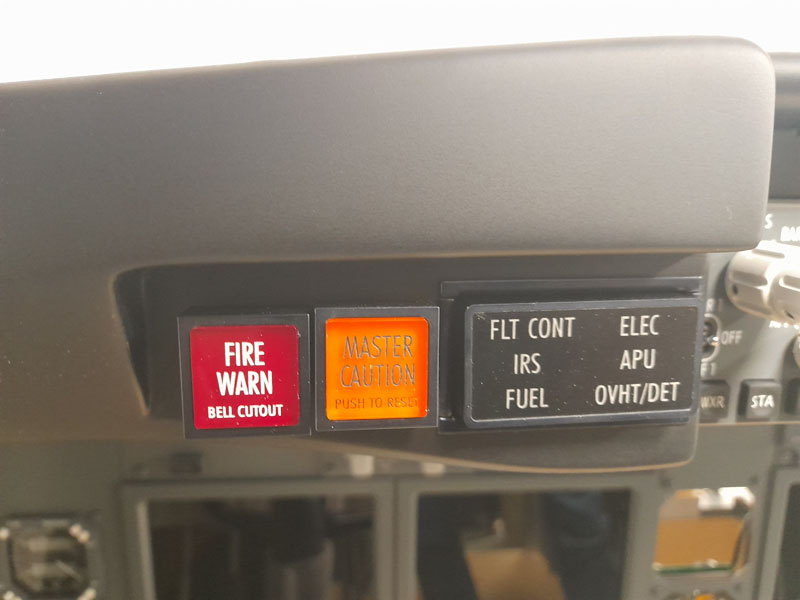 FIRE
WARN
BELL CUTOUT
MASTER
CAUTION
PUSH TO RESET
FLT CONT ELEC
IRS APU
FUEL OVHT/DET
OFF
WXR
STA